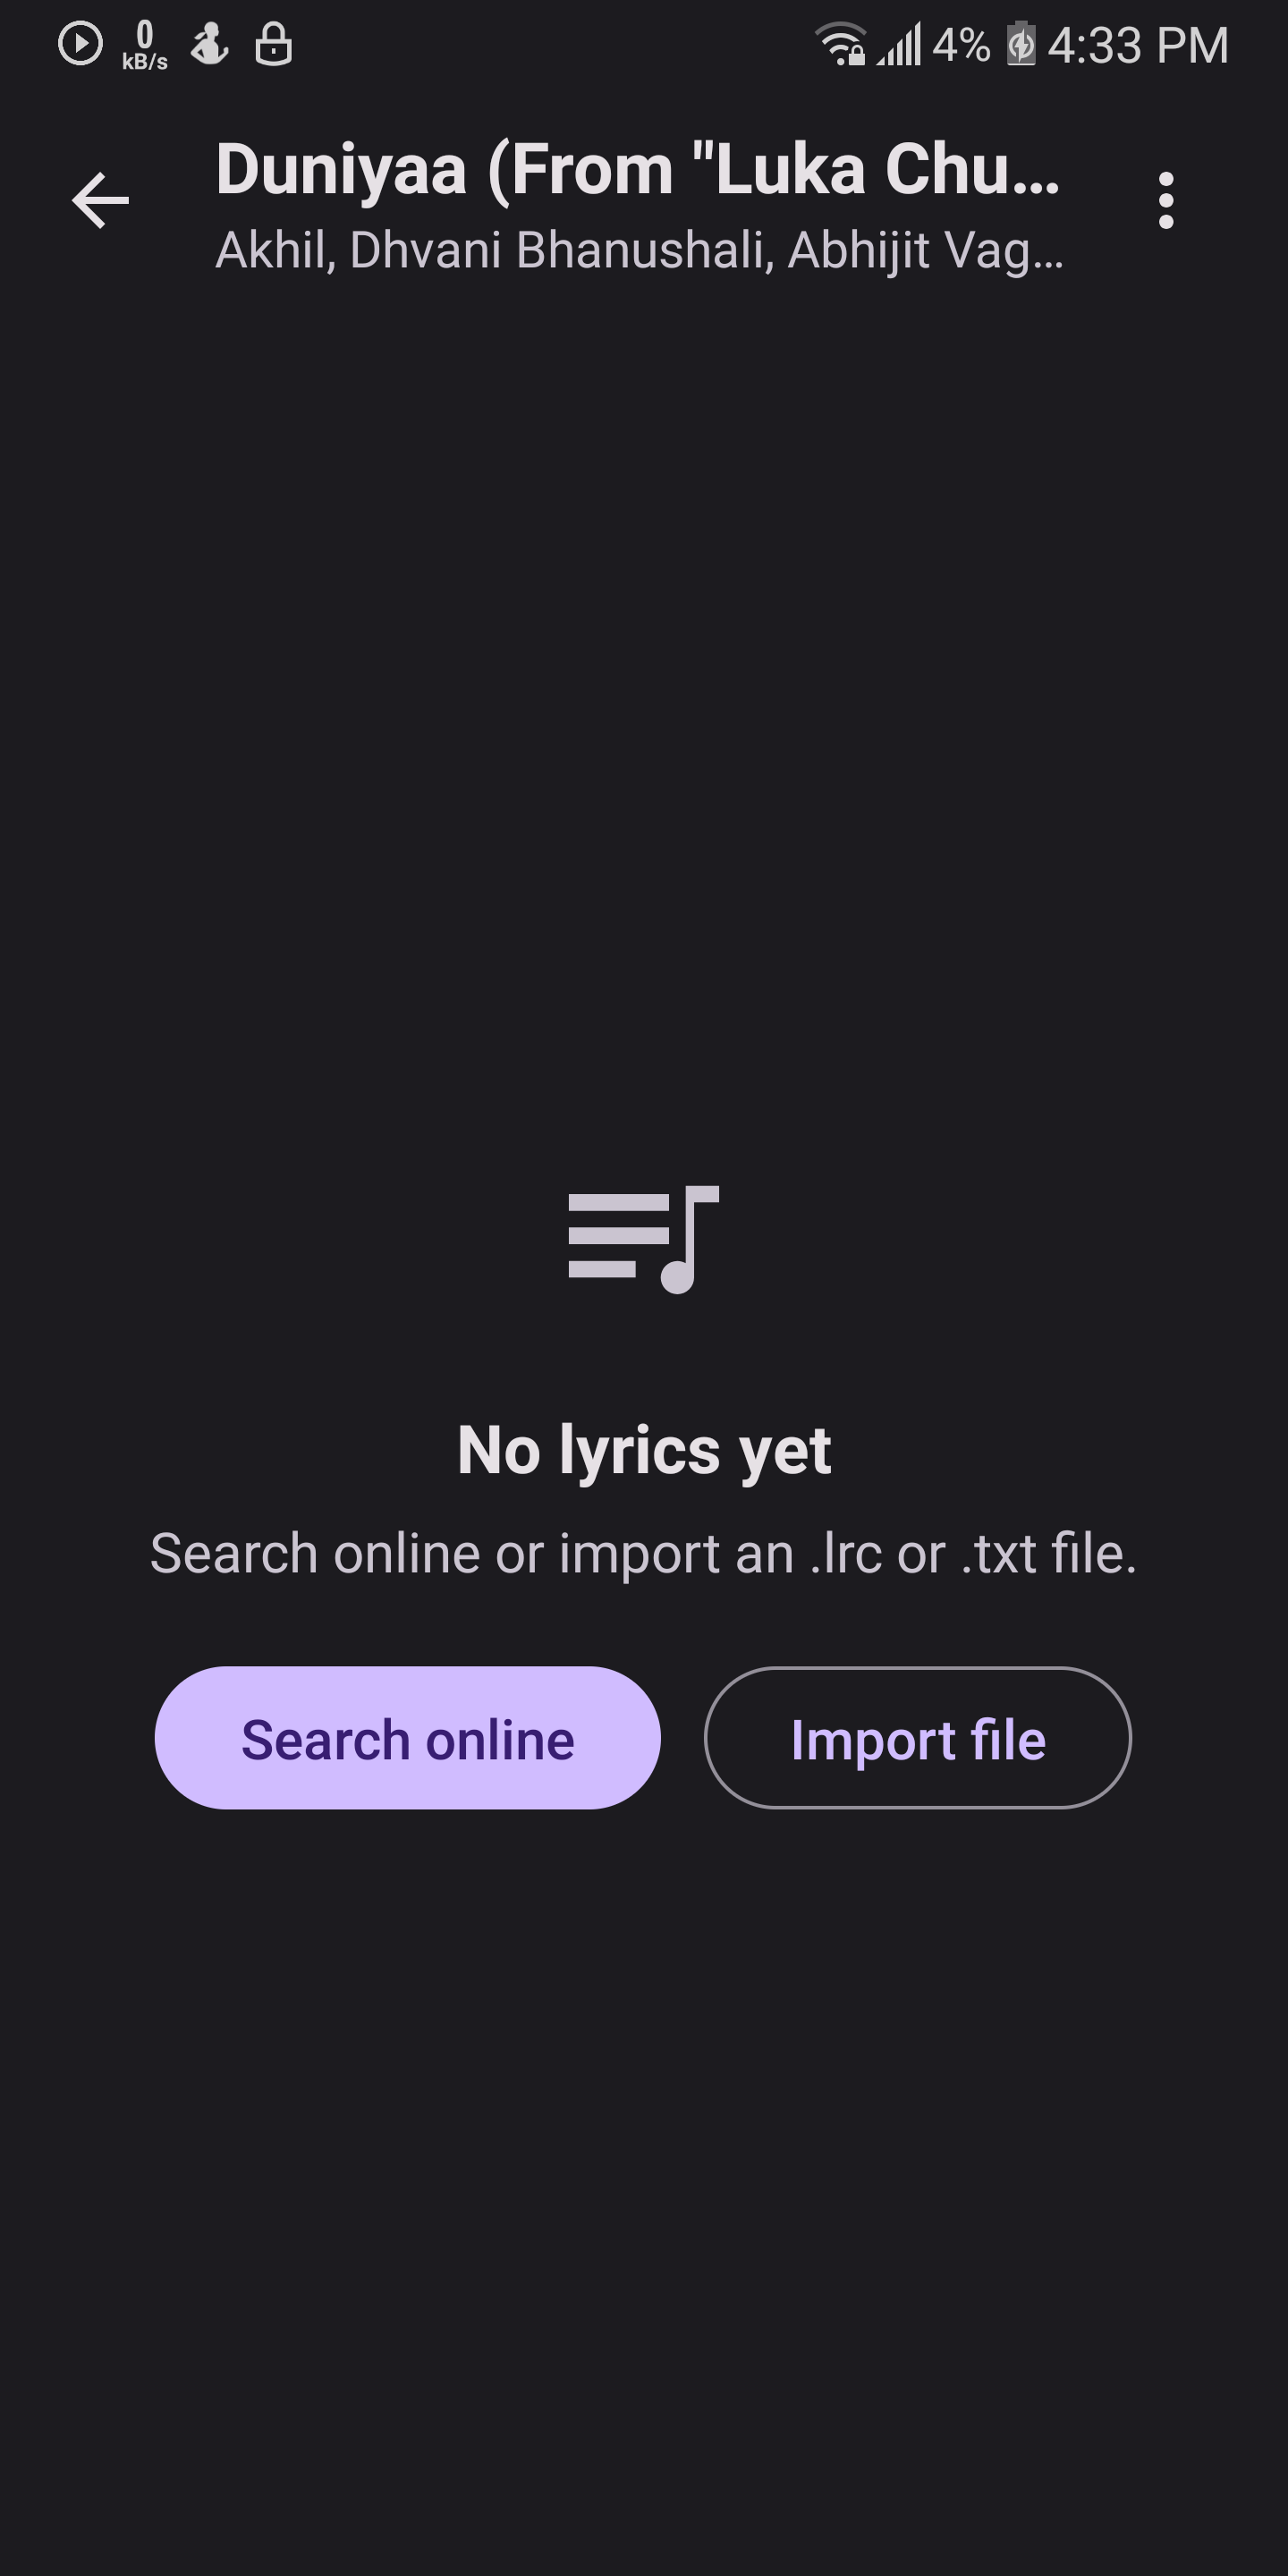 0
kB/s
4% 4:33 PM
Duniyaa (From "Luka Chu...
Akhil, Dhvani Bhanushali, Abhijit Vag...
No lyrics yet
Search online or import an .lrc or .txt file.
Search online
Import file